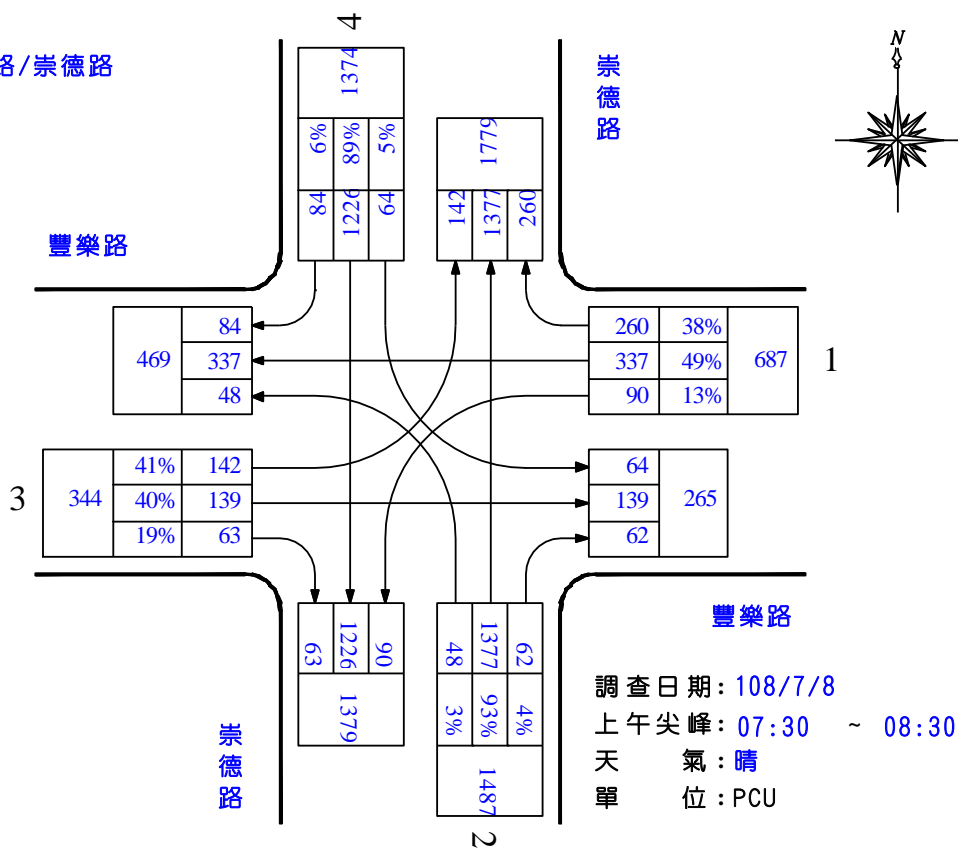 4
N
路/崇德路
1374
崇德路
6% 89% 5%
1779
84 1226 64
142 1377 260
豐樂路
84
469 337
48
260 38%
337 49% 687
90 13%
1
3
41% 142
344 40% 139
19% 63
64
139 265
62
豐樂路
63 1226 90
1379
48 1377 62
3% 93% 4%
1487
2
崇德路
調查日期：108/7/8
上午尖峰：07:30 ~ 08:30
天 氣：晴
單 位：PCU